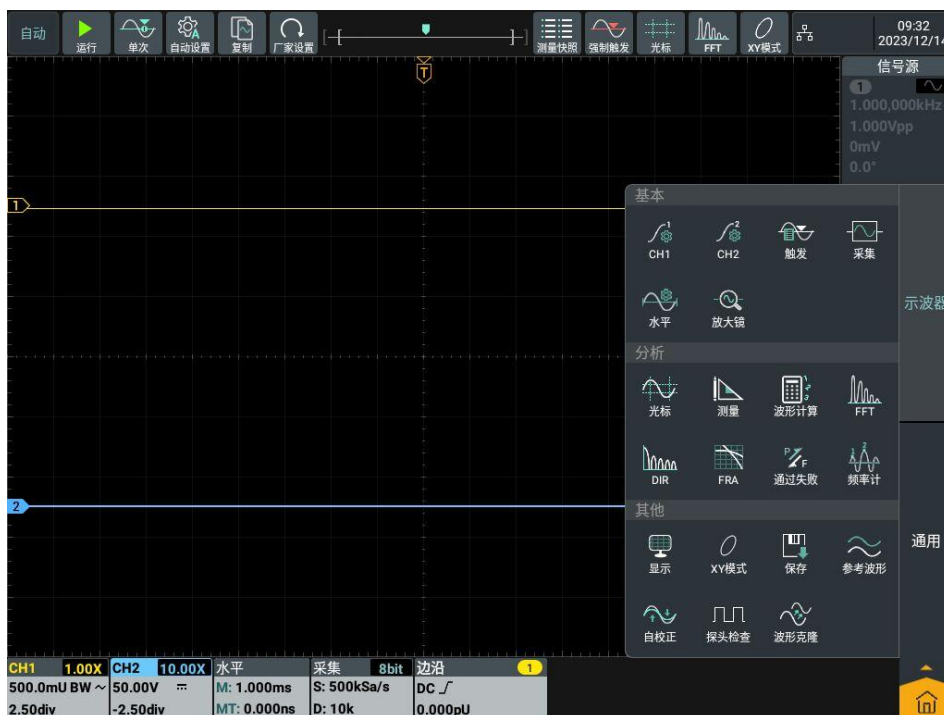 自动
运行
单次
自动设置
复制
厂家设置
测量快照
强制触发
光标
FFT
XY模式
09:32
2023/12/14
T
信号源
1
1.000,000kHz
1.000Vpp
0mV
0.0°
1
基本
1
CH1
2
CH2
触发
采集
水平
放大镜
示波器
分析
光标
测量
波形计算
FFT
DIR
FRA
P F
通过失败
1 2
频率计
2
其他
显示
XY模式
保存
参考波形
通用
自校正
探头检查
波形克隆
CH1 1.00X CH2 10.00X 水平 采集 8bit 边沿 1
500.0mU BW 50.00V M: 1.000ms S: 500kSa/s DC
2.50div -2.50div MT: 0.000ns D: 10k 0.000pU